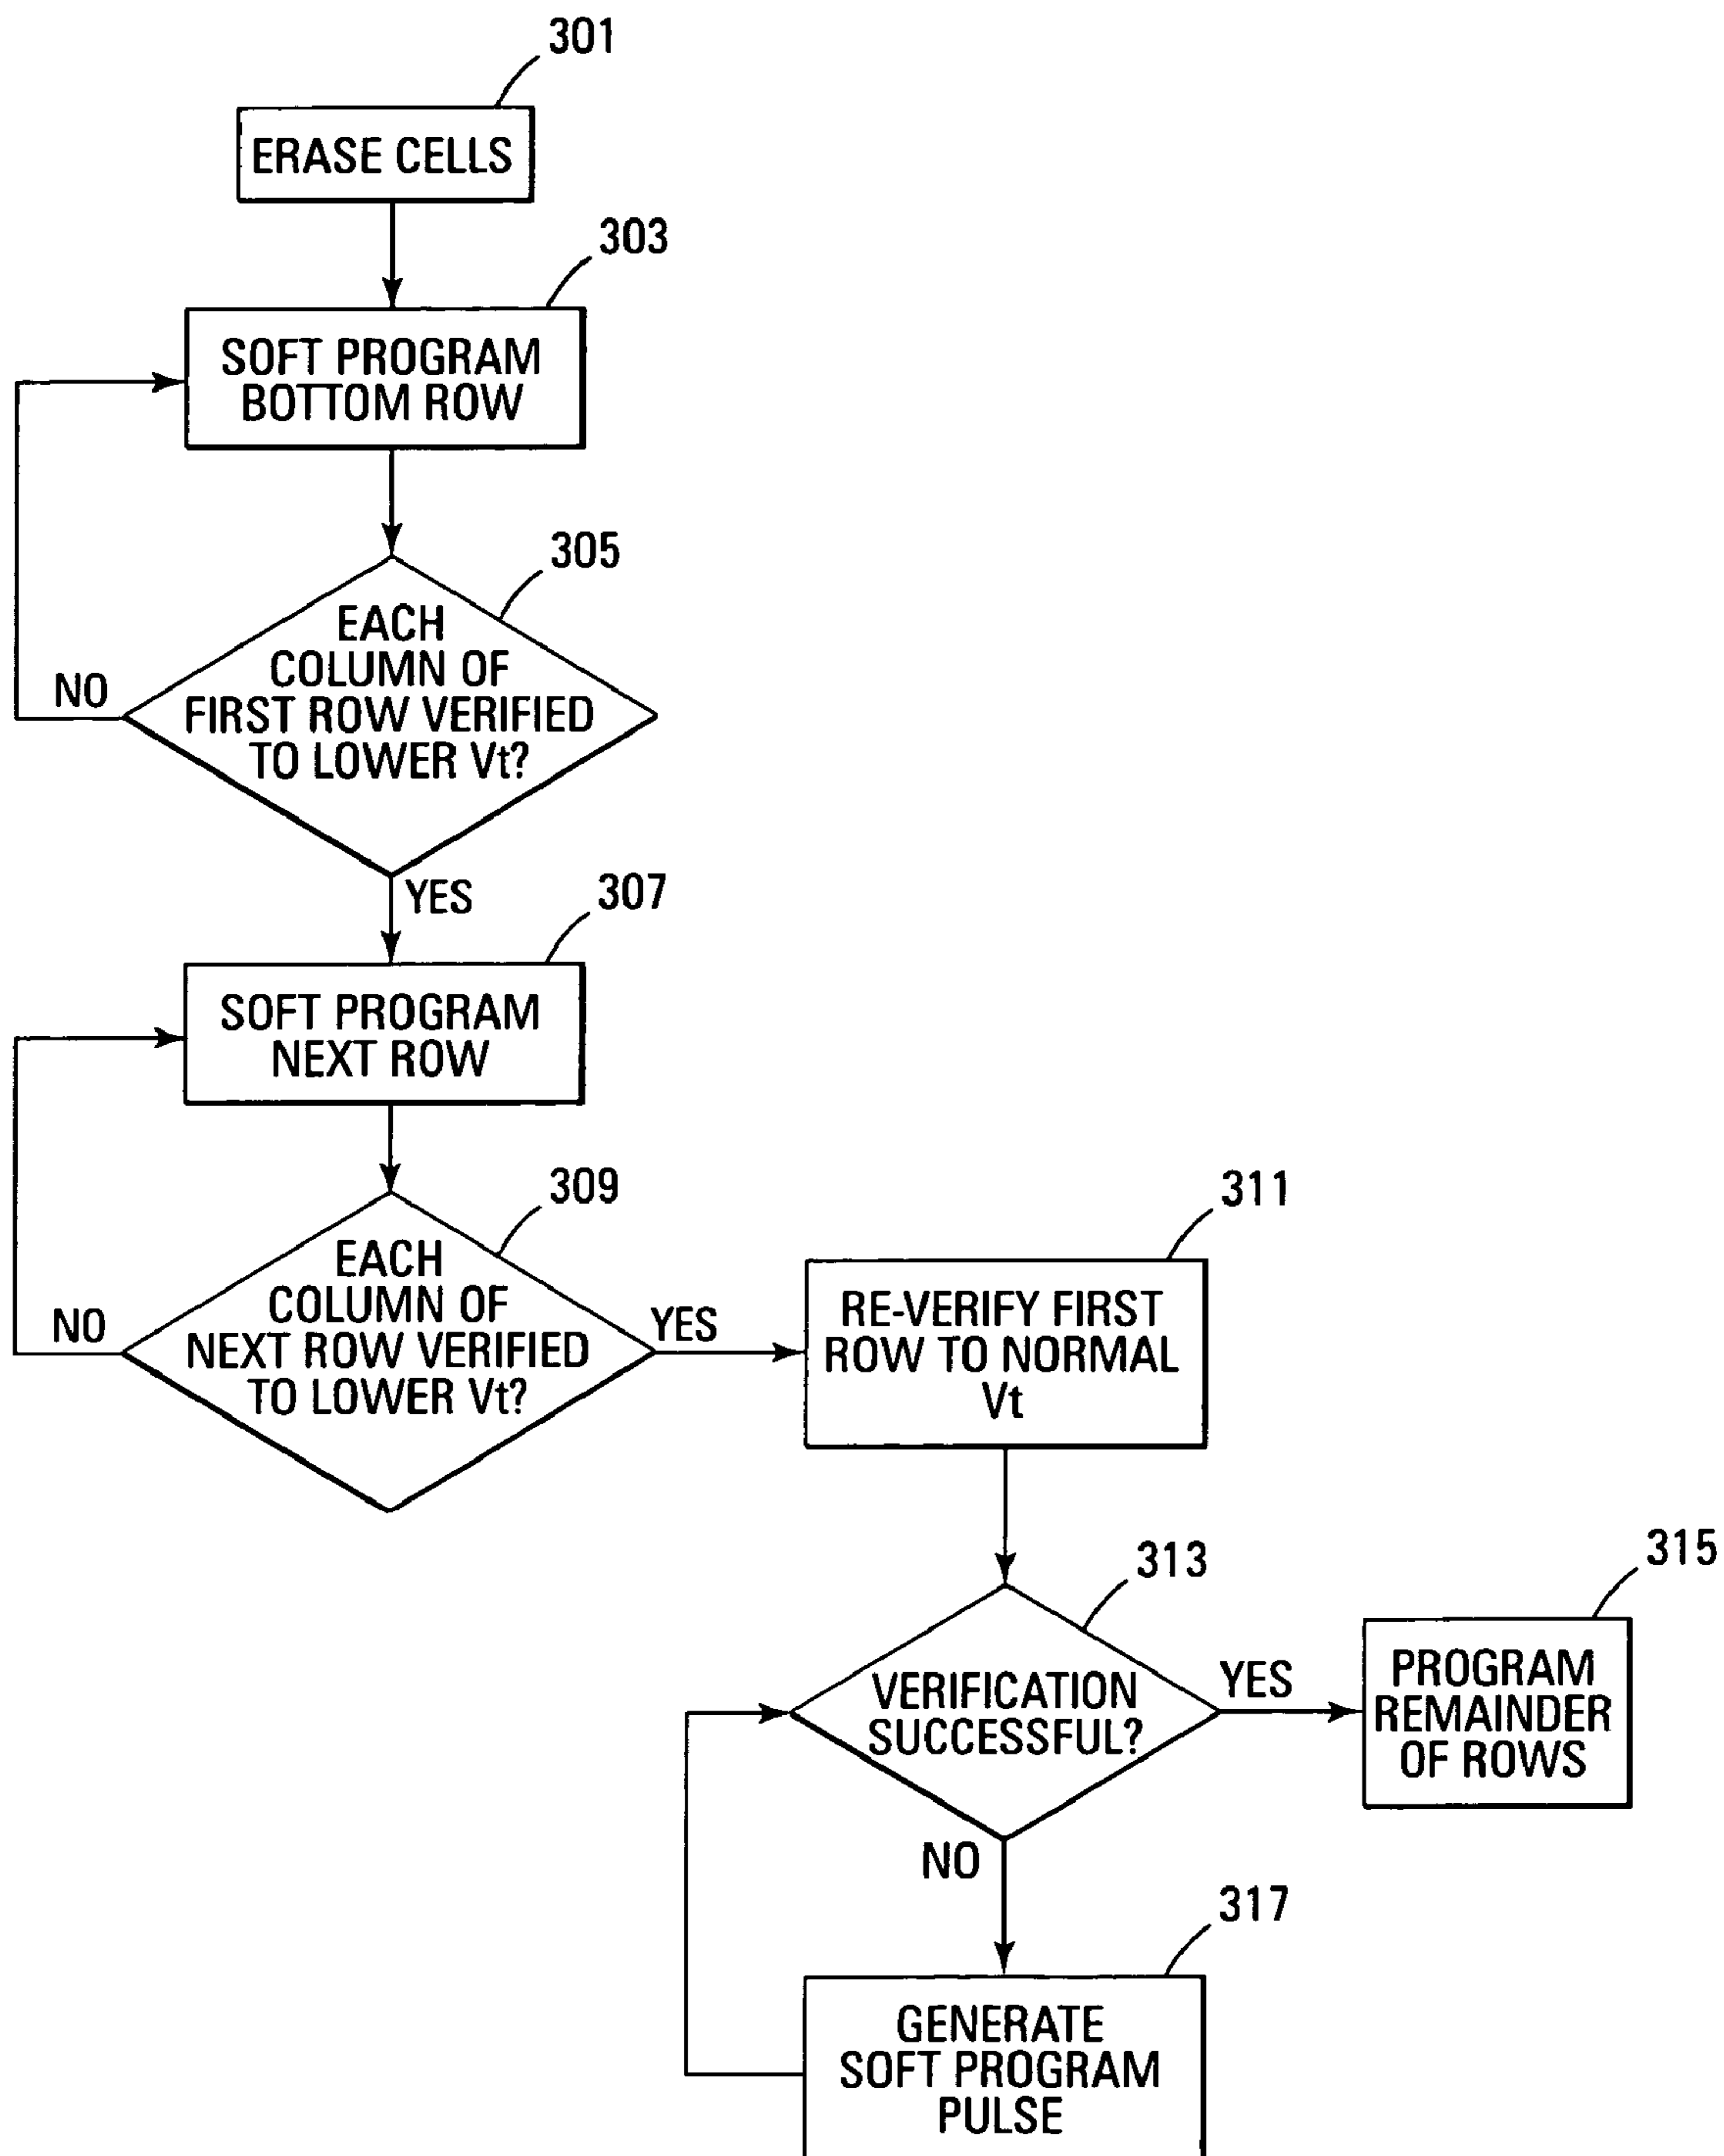 301
ERASE CELLS
303
SOFT PROGRAM
BOTTOM ROW
305
EACH
COLUMN OF
FIRST ROW VERIFIED
TO LOWER Vt?
NO
YES
307
SOFT PROGRAM
NEXT ROW
309
EACH
COLUMN OF
NEXT ROW VERIFIED
TO LOWER Vt?
NO
YES
311
RE-VERIFY FIRST
ROW TO NORMAL
Vt
313
VERIFICATION
SUCCESSFUL?
YES
315
PROGRAM
REMAINDER
OF ROWS
NO
317
GENERATE
SOFT PROGRAM
PULSE